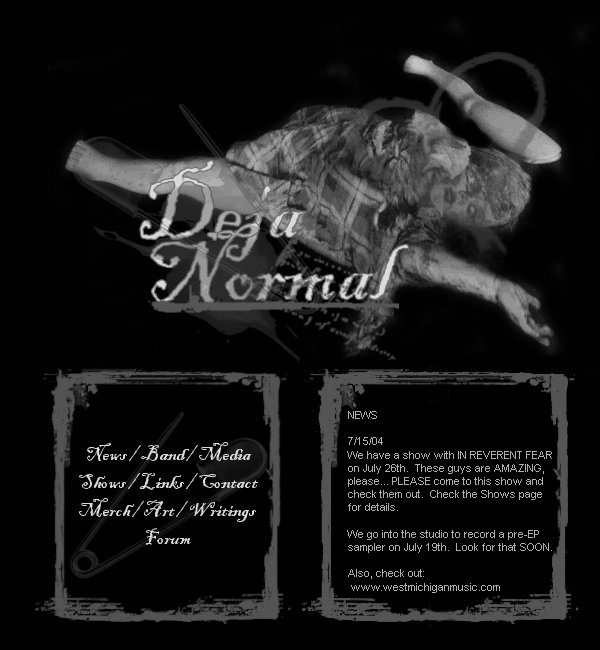 Deja
Normal
News / Band / Media
Shows / Links / Contact
Merch / Art / Writings
Forum
NEWS
7/15/04
We have a show with IN REVERENT FEAR
on July 26th. These guys are AMAZING,
please... PLEASE come to this show and
check them out. Check the Shows page
for details.
We go into the studio to record a pre-EP
sampler on July 19th. Look for that SOON.
Also, check out:
www.westmichiganmusic.com